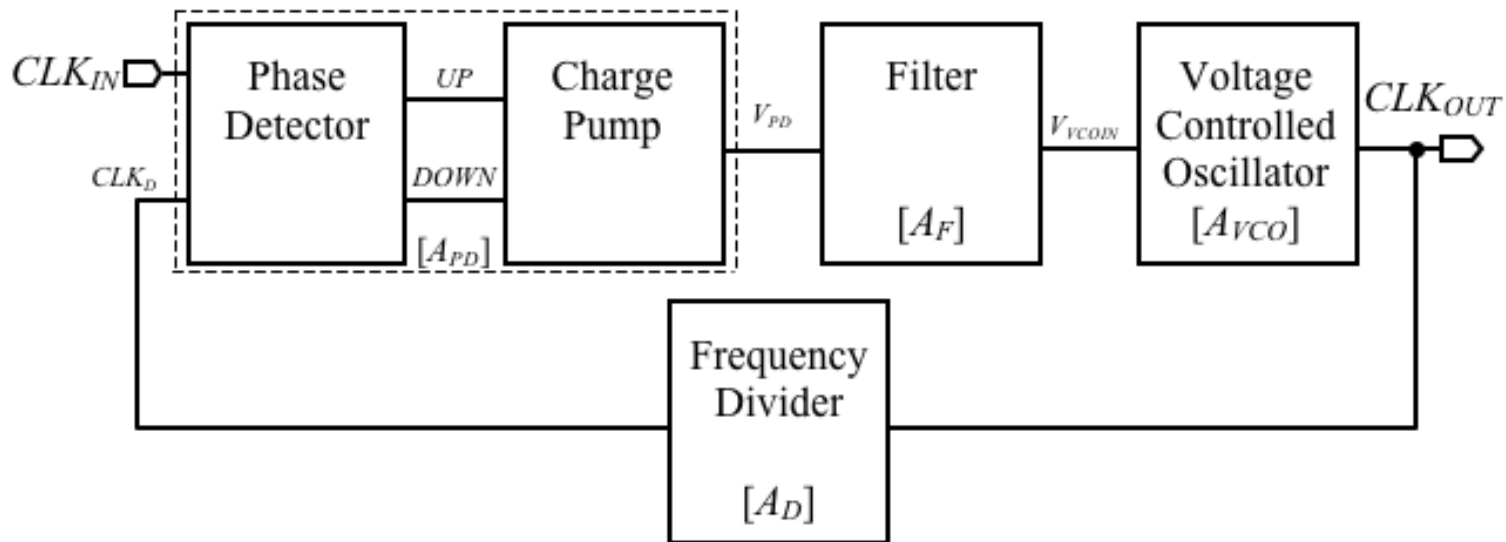 CLK_IN
Phase
Detector
UP
DOWN
CLK_D
[A_PD]
Charge
Pump
V_PD
Filter
[A_F]
V_VCOIN
Voltage
Controlled
Oscillator
[A_VCO]
CLK_OUT
Frequency
Divider
[A_D]